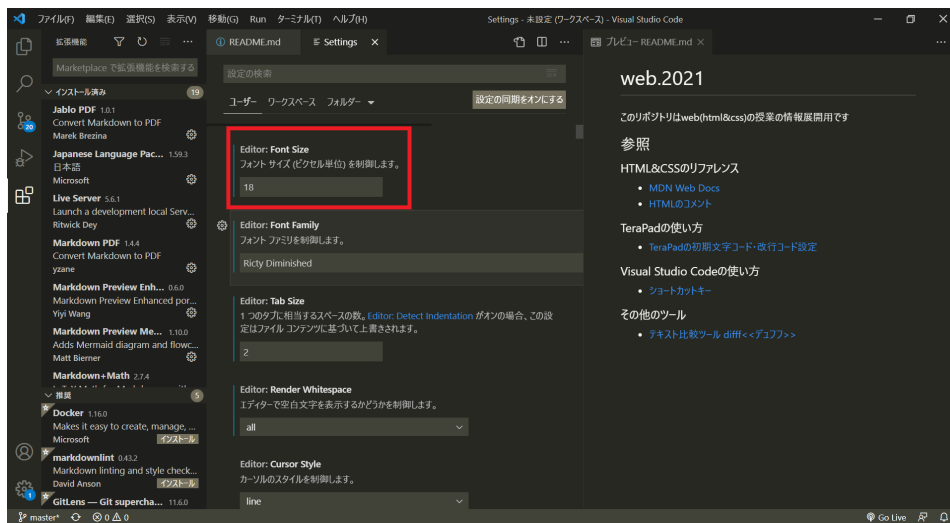 ファイル(F) 編集(E) 選択(S) 表示(V) 移動(G) Run ターミナル(T) ヘルプ(H)
Settings - 未設定 (ワークスペース) - Visual Studio Code
拡張機能
Marketplace で拡張機能を検索する
インストール済み 19
Jablo PDF 1.0.1
Convert Markdown to PDF
Marek Brezina
Japanese Language Pac... 1.59.3
日本語
Microsoft
Live Server 5.6.1
Launch a development local Serv...
Ritwick Dey
Markdown PDF 1.4.4
Convert Markdown to PDF
yzane
Markdown Preview Enh... 0.6.0
Markdown Preview Enhanced por...
Yiyi Wang
Markdown Preview Me... 1.10.0
Adds Mermaid diagram and flowc...
Matt Bierner
Markdown+Math 2.7.4
推奨 5
Docker 1.16.0
Makes it easy to create, manage, ...
Microsoft インストール
markdownlint 0.43.2
Markdown linting and style check...
David Anson インストール
GitLens — Git supercha... 11.6.0
20
1
README.md
Settings
設定の検索
ユーザー ワークスペース フォルダー
設定の同期をオンにする
Editor: Font Size
フォント サイズ (ピクセル単位) を制御します。
18
Editor: Font Family
フォント ファミリを制御します。
Ricty Diminished
Editor: Tab Size
1 つのタブに相当するスペースの数。Editor: Detect Indentation がオンの場合、この設
定はファイル コンテンツに基づいて上書きされます。
2
Editor: Render Whitespace
エディターで空白文字を表示するかどうかを制御します。
all
Editor: Cursor Style
カーソルのスタイルを制御します。
line
プレビュー README.md
web.2021
このリポジトリはweb(html&css)の授業の情報展開用です
参照
HTML&CSSのリファレンス
MDN Web Docs
HTMLのコメント
TeraPadの使い方
TeraPadの初期文字コード・改行コード設定
Visual Studio Codeの使い方
ショートカットキー
その他のツール
テキスト比較ツール difff<<デュフフ>>
master* 0 0
Go Live